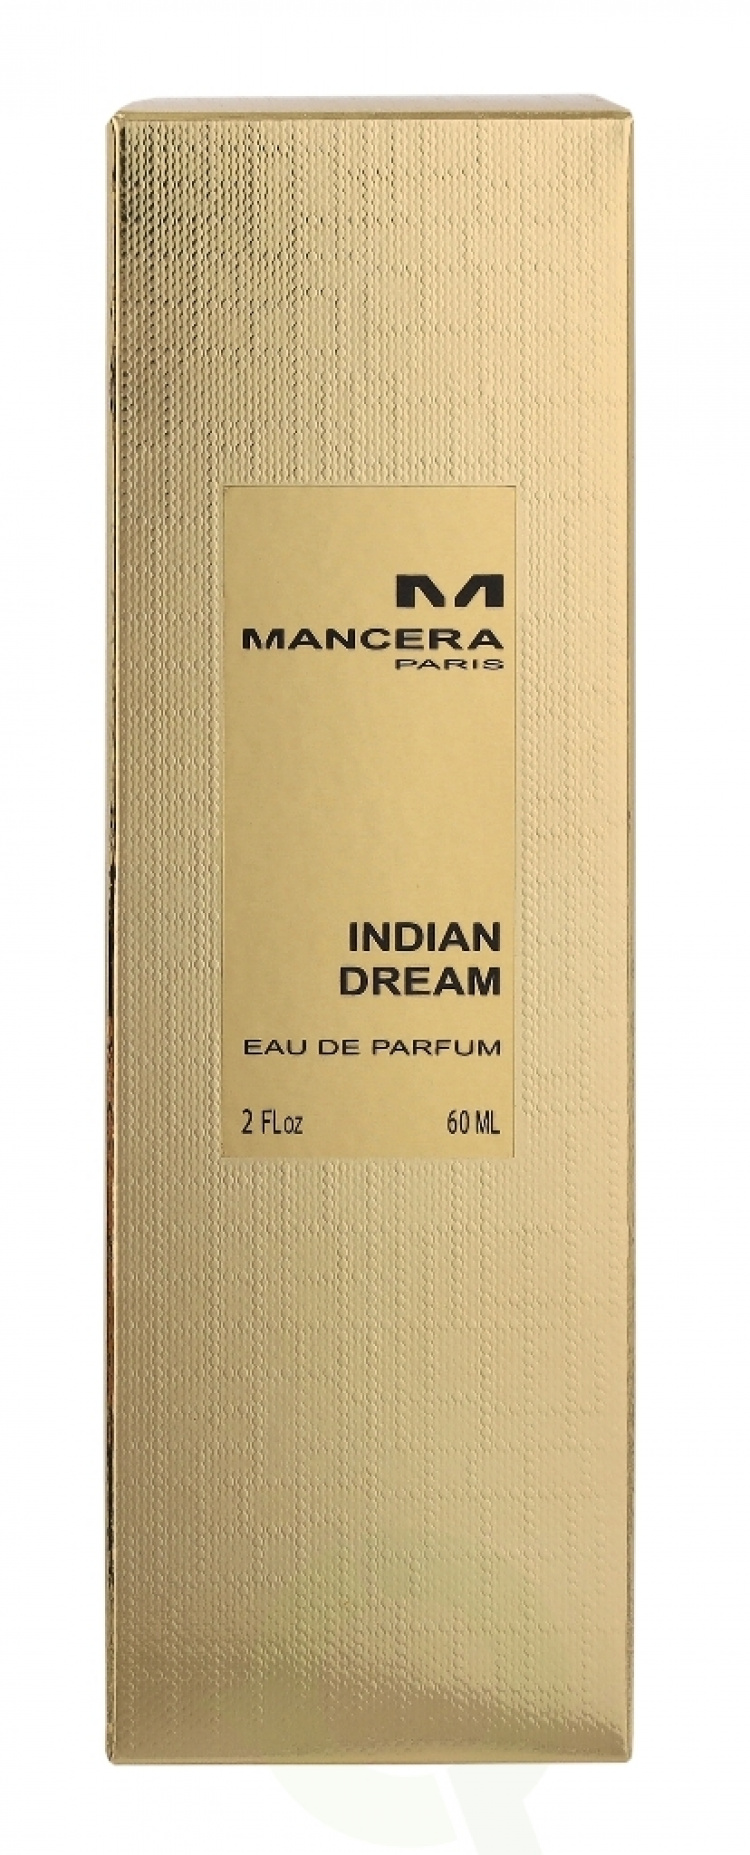 M
MANCERA
PARIS
INDIAN
DREAM
EAU DE PARFUM
2 FLoz 60 ML